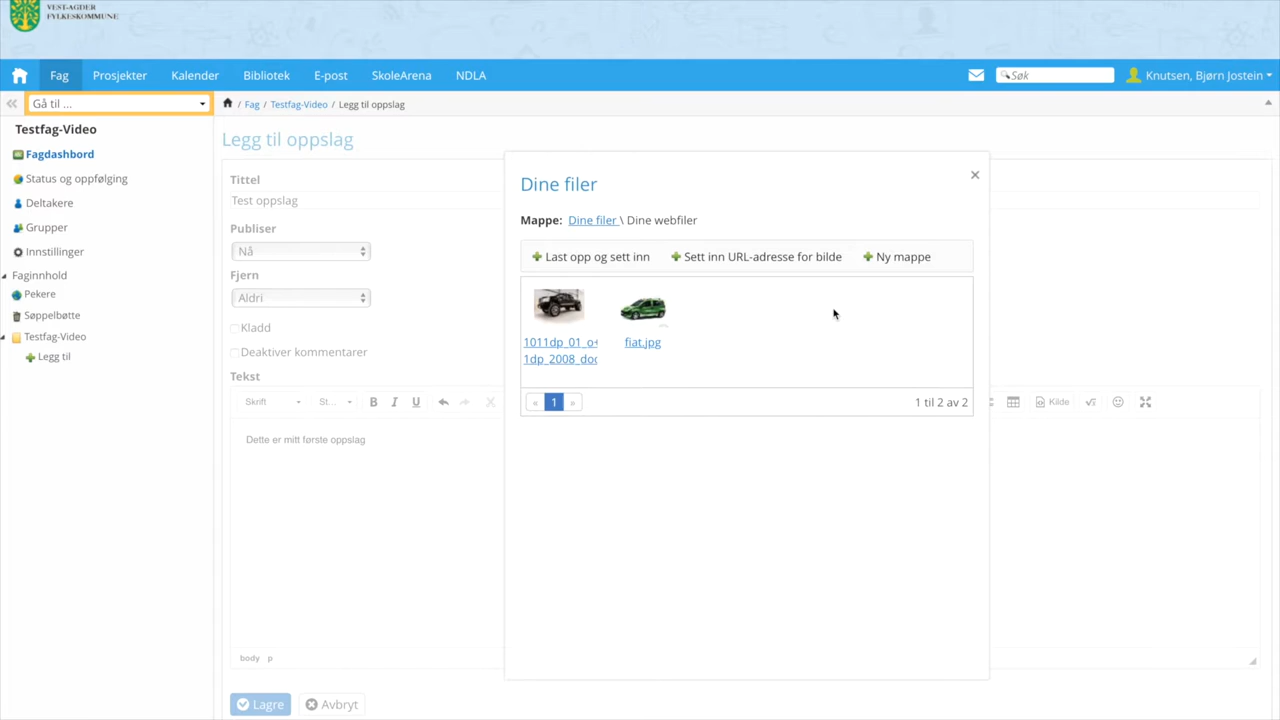 VEST-AGDER
FYLKESKOMMUNE
Fag Prosjekter Kalender Bibliotek E-post SkoleArena NDLA
Søk
Knutsen, Bjørn Jostein
Gå til ...
/ Fag / Testfag-Video / Legg til oppslag
Testfag-Video
Fagdashbord
Status og oppfølging
Deltakere
Grupper
Innstillinger
Faginnhold
Pekere
Søppelbøtte
Testfag-Video
Legg til
Legg til oppslag
Tittel
Test oppslag
Publiser
Nå
Fjern
Aldri
Kladd
Deaktiver kommentarer
Tekst
Skrift St... B I U Kilde
Dette er mitt første oppslag
body p
Lagre Avbryt
Dine filer
Mappe: Dine filer \ Dine webfiler
Last opp og sett inn Sett inn URL-adresse for bilde Ny mappe
1011dp_01_o+
1dp_2008_doc
fiat.jpg
« 1 » 1 til 2 av 2